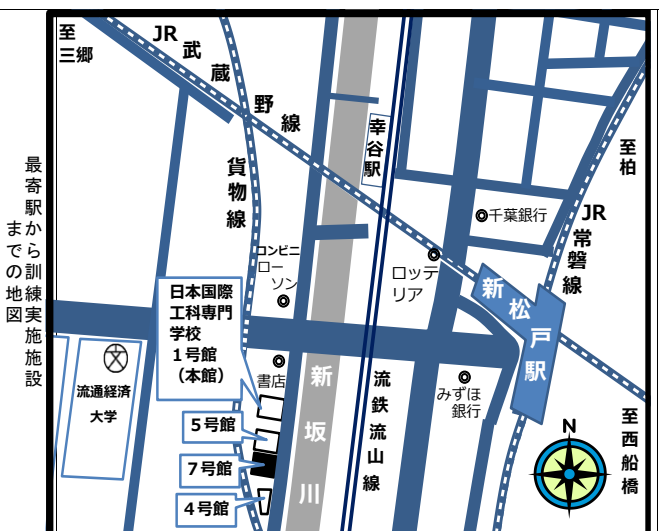 最寄駅から訓練実施施設
までの地図
至
三郷
JR武蔵野線
貨物線
幸谷駅
至柏
千葉銀行
JR常磐線
コンビニ
ローソン
ロッテリア
新松戸駅
日本国際
工科専門
学校
1号館
（本館）
書店
流通経済
大学
文
新坂川
流鉄流山線
みずほ
銀行
5号館
7号館
4号館
至西船橋
N